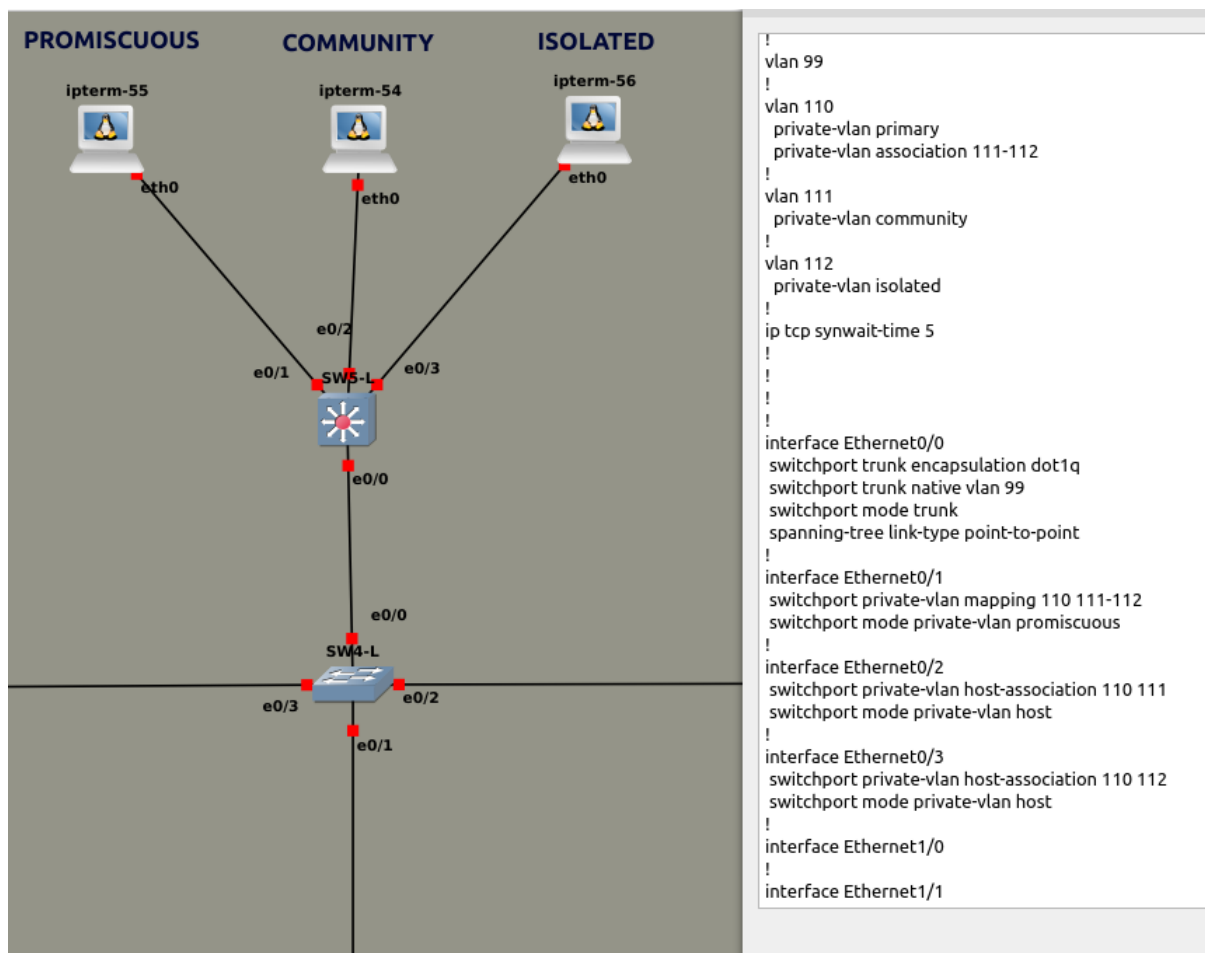 PROMISCUOUS
COMMUNITY
ISOLATED
ipterm-55
ipterm-54
ipterm-56
eth0
eth0
eth0
e0/2
e0/1
e0/3
SW5-L
e0/0
e0/0
SW4-L
e0/3
e0/2
e0/1
!
vlan 99
!
vlan 110
private-vlan primary
private-vlan association 111-112
!
vlan 111
private-vlan community
!
vlan 112
private-vlan isolated
!
ip tcp synwait-time 5
!
!
!
!
interface Ethernet0/0
switchport trunk encapsulation dot1q
switchport trunk native vlan 99
switchport mode trunk
spanning-tree link-type point-to-point
!
interface Ethernet0/1
switchport private-vlan mapping 110 111-112
switchport mode private-vlan promiscuous
!
interface Ethernet0/2
switchport private-vlan host-association 110 111
switchport mode private-vlan host
!
interface Ethernet0/3
switchport private-vlan host-association 110 112
switchport mode private-vlan host
!
interface Ethernet1/0
!
interface Ethernet1/1